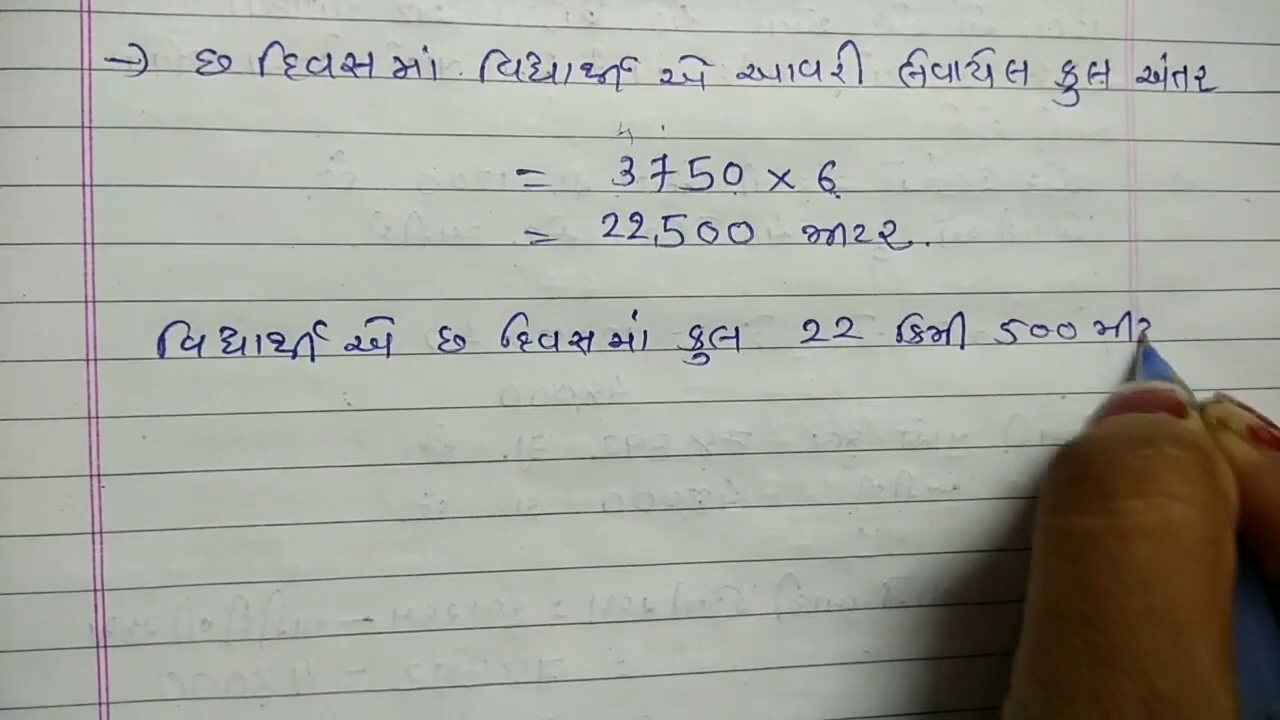 → છ દિવસમાં વિદ્યાર્થી એ આવરી લેવાયેલ કુલ અંતર
= 3750 × 6
= 22,500 મીટર.
વિદ્યાર્થી એ છ દિવસમાં કુલ 22 કિમી 500 મીટ